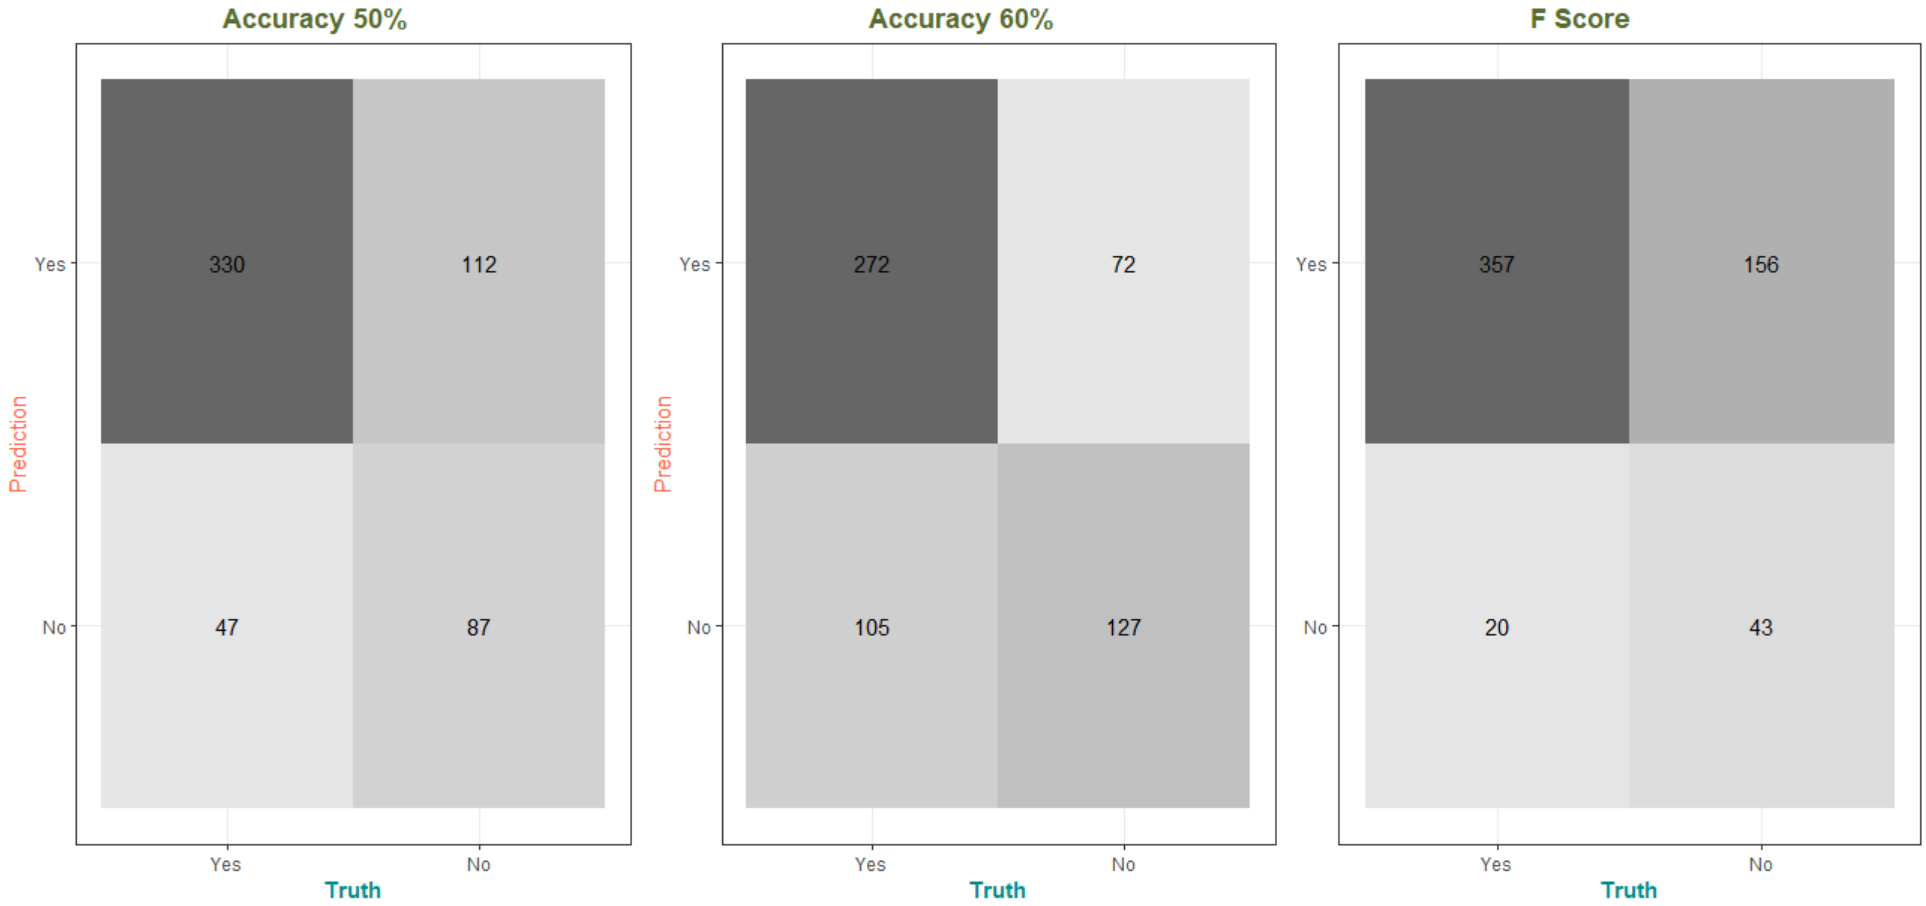 Accuracy 50%
Prediction
Yes
330
112
No
47
87
Yes
No
Truth
Accuracy 60%
Prediction
Yes
272
72
No
105
127
Yes
No
Truth
F Score
Yes
357
156
No
20
43
Yes
No
Truth